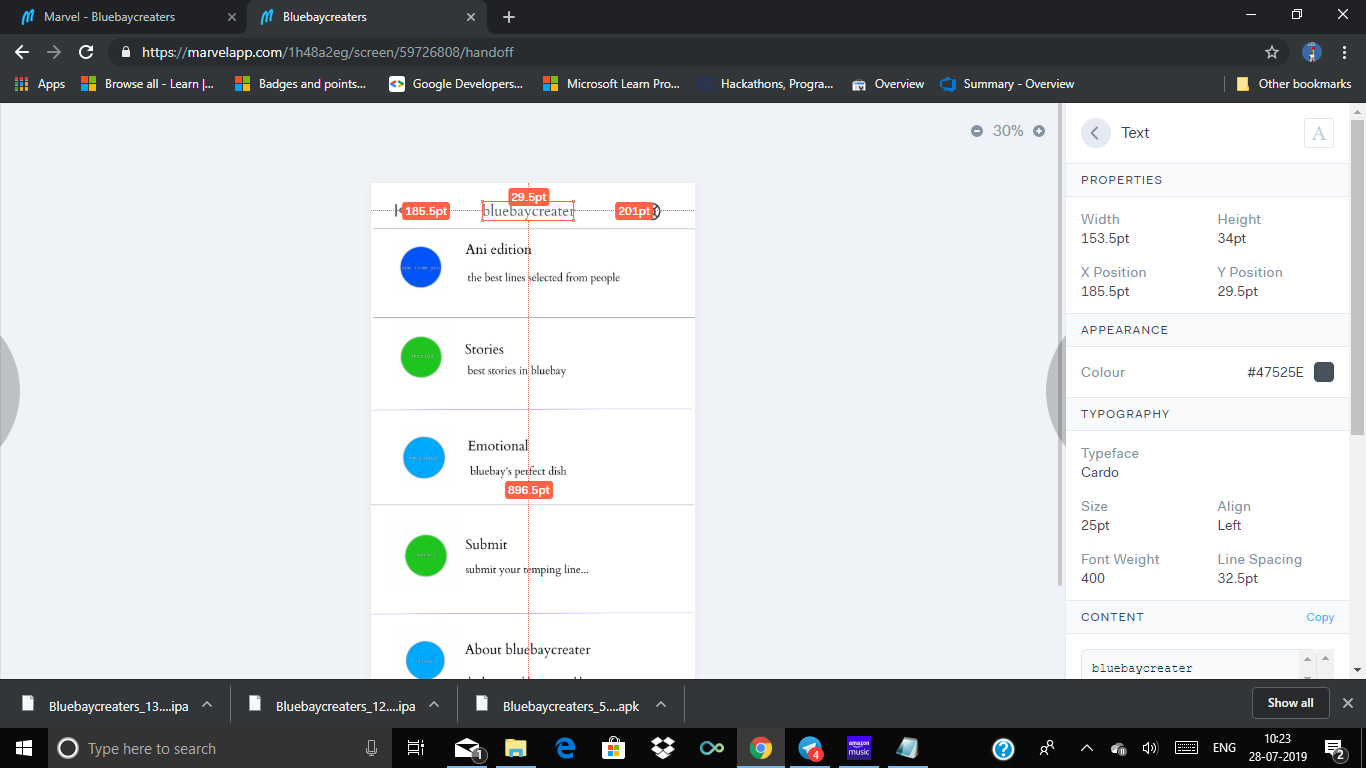 Marvel - Bluebaycreaters
Bluebaycreaters
https://marvelapp.com/1h48a2eg/screen/59726808/handoff
Apps
Browse all - Learn |...
Badges and points...
Google Developers...
Microsoft Learn Pro...
Hackathons, Progra...
Overview
Summary - Overview
Other bookmarks
30%
29.5pt
185.5pt
bluebaycreater
201pt
Ani edition
the best lines selected from people
Stories
best stories in bluebay
Emotional
bluebay's perfect dish
896.5pt
Submit
submit your temping line...
About bluebaycreater
Text
A
PROPERTIES
Width
Height
153.5pt
34pt
X Position
Y Position
185.5pt
29.5pt
APPEARANCE
Colour
#47525E
TYPOGRAPHY
Typeface
Cardo
Size
Align
25pt
Left
Font Weight
Line Spacing
400
32.5pt
CONTENT
Copy
bluebaycreater
Bluebaycreaters_13....ipa
Bluebaycreaters_12....ipa
Bluebaycreaters_5....apk
Show all
Type here to search
1
4
amazon
music
ENG
10:23
28-07-2019
2